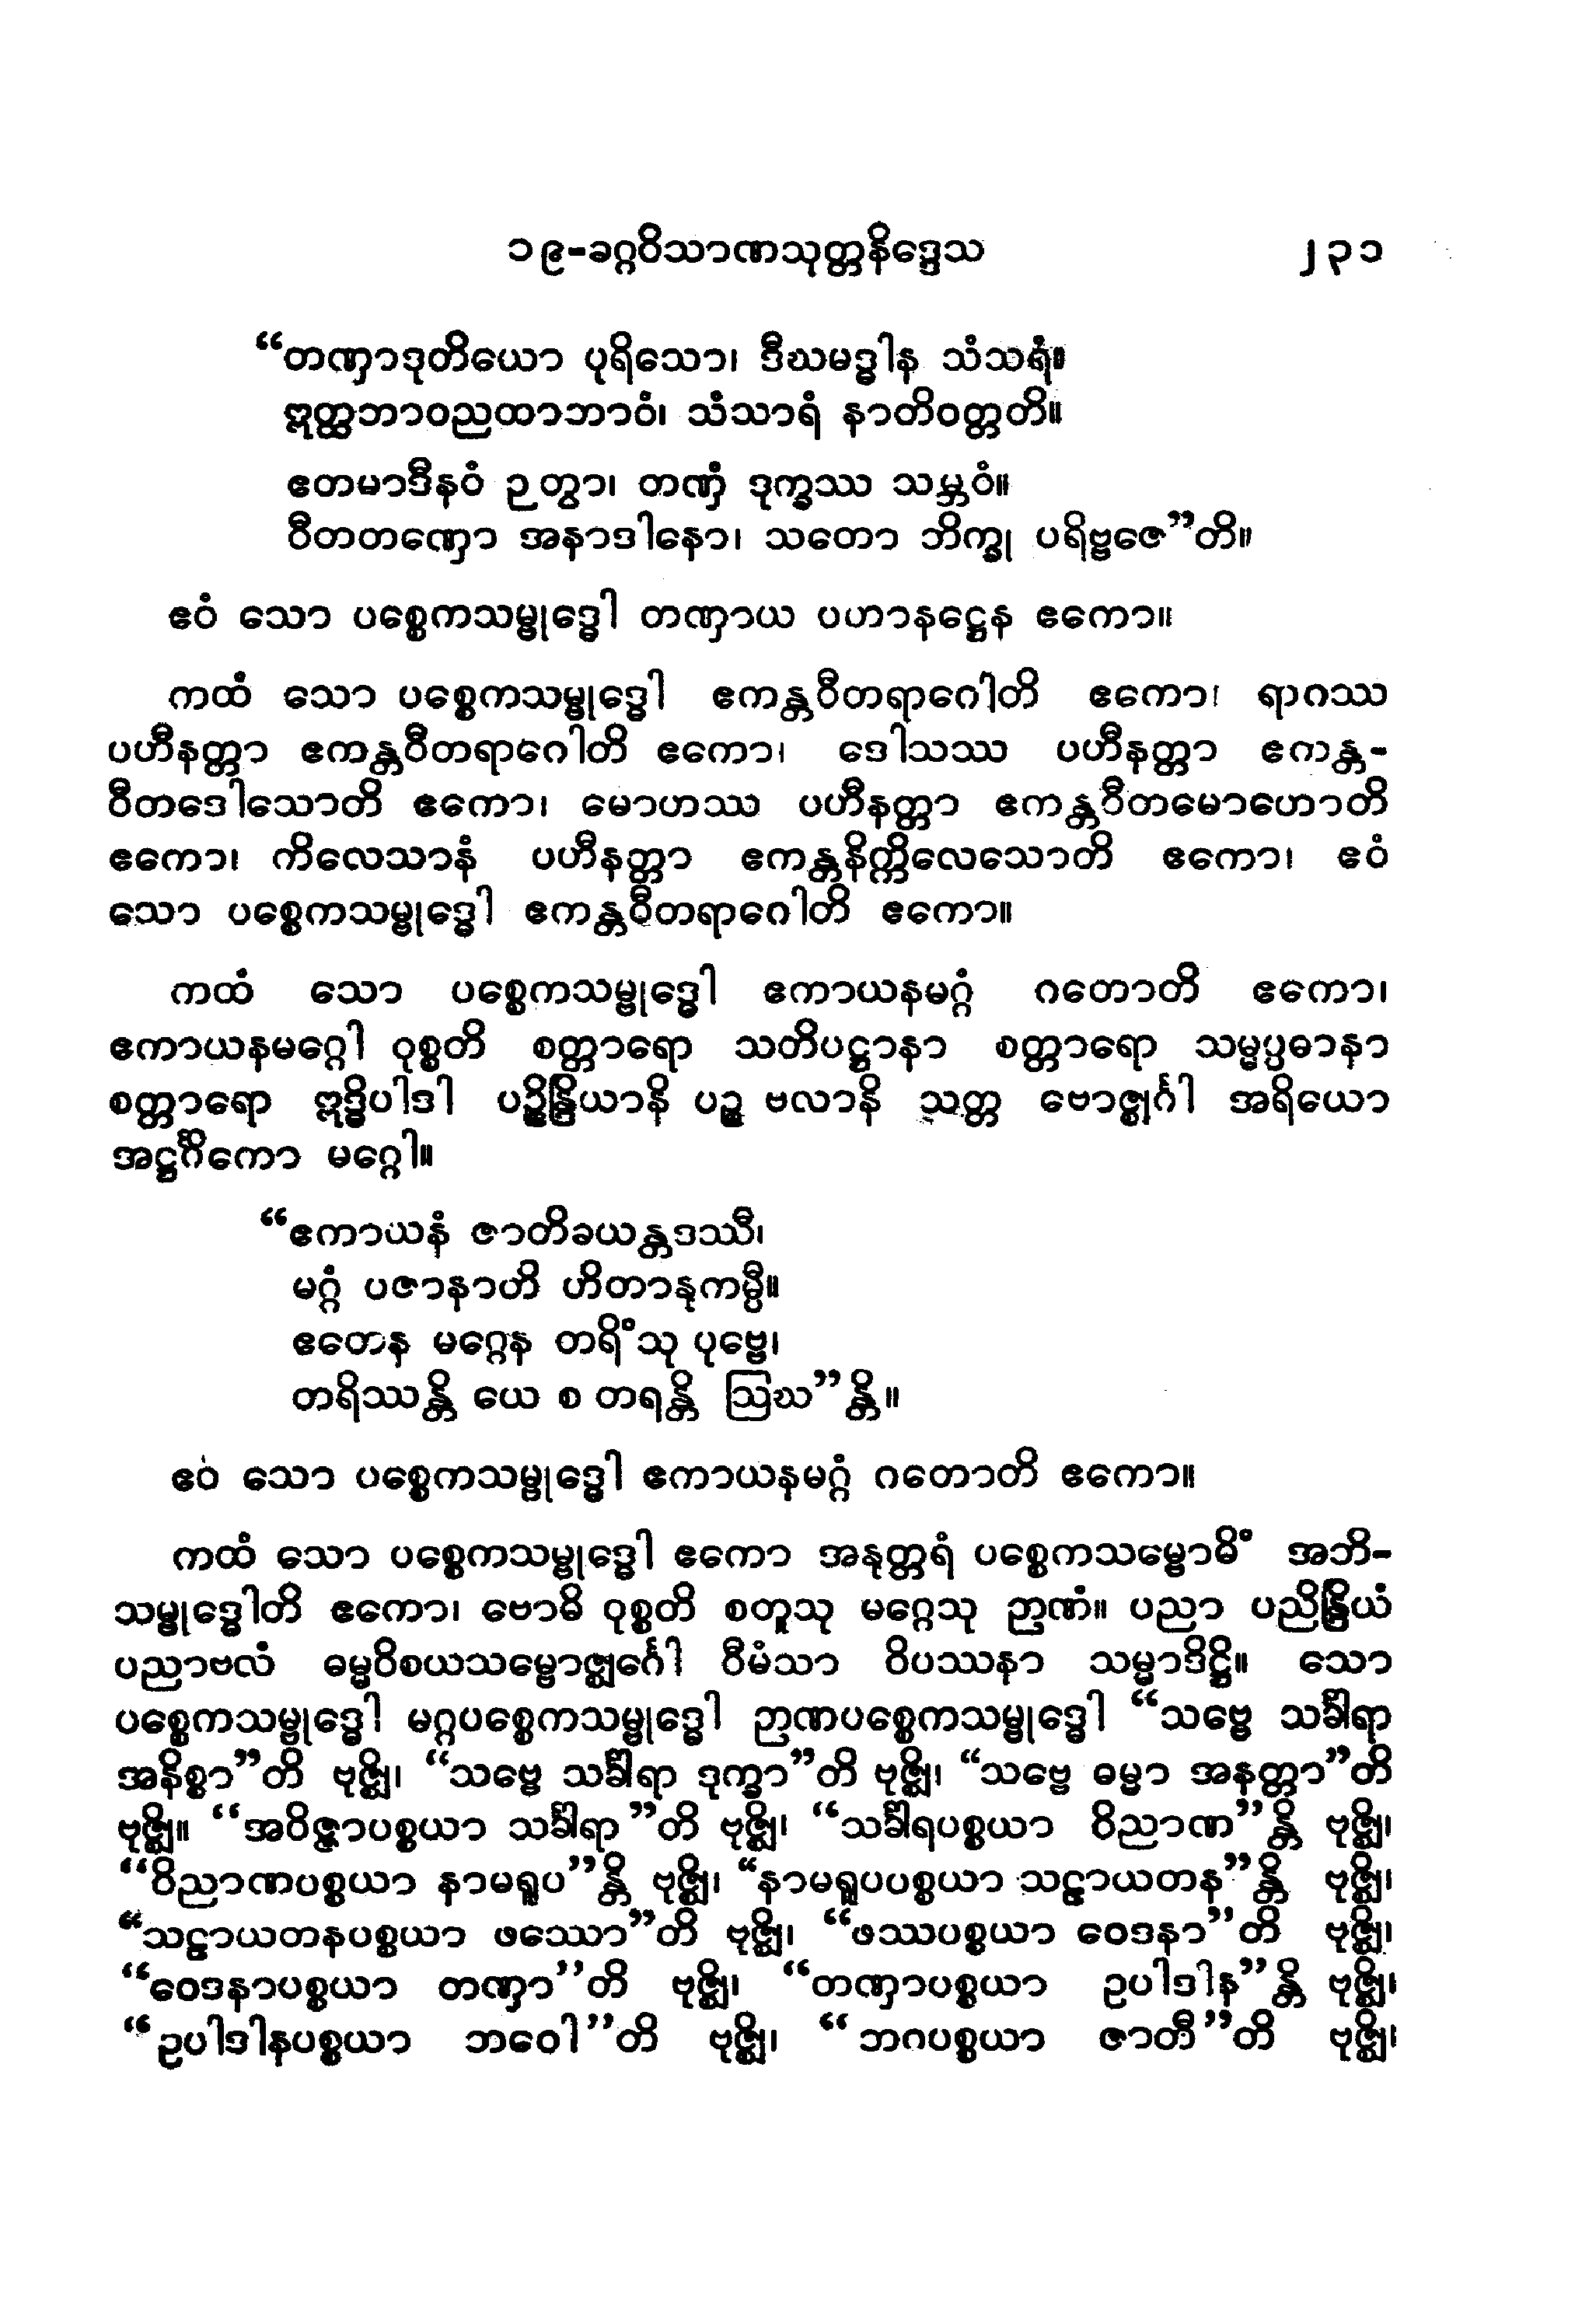 ၁၉-ခဂ္ဂဝိသာဏသုတ္တနိဒ္ဒေသ ၂၃၁
“တဏှာဒုတိယော ပုရိသော၊ ဒီဃမဒ္ဓါန သံသရံ။
ဣတ္ထဘာဝညထာဘာဝံ၊ သံသာရံ နာတိဝတ္တတိ။
ဧတမာဒီနဝံ ဉတွာ၊ တဏှံ ဒုက္ခဿ သမ္ဘဝံ။
ဝီတတဏှော အနာဒါနော၊ သတော ဘိက္ခု ပရိဗ္ဗဇေ”တိ။
ဧဝံ သော ပစ္စေကသမ္ဗုဒ္ဓေါ တဏှာယ ပဟာနဋ္ဌေန ဧကော။
ကထံ သော ပစ္စေကသမ္ဗုဒ္ဓေါ ဧကန္တဝီတရာဂေါတိ ဧကော၊ ရာဂဿ
ပဟီနတ္တာ ဧကန္တဝီတရာဂေါတိ ဧကော၊ ဒေါသဿ ပဟီနတ္တာ ဧကန္တ-
ဝီတဒေါသောတိ ဧကော၊ မောဟဿ ပဟီနတ္တာ ဧကန္တဝီတမောဟောတိ
ဧကော၊ ကိလေသာနံ ပဟီနတ္တာ ဧကန္တနိက္ကိလေသောတိ ဧကော၊ ဧဝံ
သော ပစ္စေကသမ္ဗုဒ္ဓေါ ဧကန္တဝီတရာဂေါတိ ဧကော။
ကထံ သော ပစ္စေကသမ္ဗုဒ္ဓေါ ဧကာယနမဂ္ဂံ ဂတောတိ ဧကော၊
ဧကာယနမဂ္ဂေါ ဝုစ္စတိ စတ္တာရော သတိပဋ္ဌာနာ စတ္တာရော သမ္မပ္ပဓာနာ
စတ္တာရော ဣဒ္ဓိပါဒါ ပဉ္စိန္ဒြိယာနိ ပဉ္စ ဗလာနိ သတ္တ ဗောဇ္ဈင်္ဂါ အရိယော
အဋ္ဌင်္ဂိကော မဂ္ဂေါ။
“ဧကာယနံ ဇာတိခယန္တဒဿီ၊
မဂ္ဂံ ပဇာနာတိ ဟိတာနုကမ္ပီ။
ဧတေန မဂ္ဂေန တရိံသု ပုဗ္ဗေ၊
တရိဿန္တိ ယေ စ တရန္တိ ဩဃ”န္တိ။
ဧဝံ သော ပစ္စေကသမ္ဗုဒ္ဓေါ ဧကာယနမဂ္ဂံ ဂတောတိ ဧကော။
ကထံ သော ပစ္စေကသမ္ဗုဒ္ဓေါ ဧကော အနုတ္တရံ ပစ္စေကသမ္ဗောဓိံ အဘိ-
သမ္ဗုဒ္ဓေါတိ ဧကော၊ ဗောဓိ ဝုစ္စတိ စတူသု မဂ္ဂေသု ဉာဏံ။ ပညာ ပညိန္ဒြိယံ
ပညာဗလံ ဓမ္မဝိစယသမ္ဗောဇ္ဈင်္ဂေါ ဝီမံသာ ဝိပဿနာ သမ္မာဒိဋ္ဌိ။ သော
ပစ္စေကသမ္ဗုဒ္ဓေါ မဂ္ဂပစ္စေကသမ္ဗုဒ္ဓေါ ဉာဏပစ္စေကသမ္ဗုဒ္ဓေါ “သဗ္ဗေ သင်္ခါရာ
အနိစ္စာ”တိ ဗုဇ္ဈိ၊ “သဗ္ဗေ သင်္ခါရာ ဒုက္ခာ”တိ ဗုဇ္ဈိ၊ “သဗ္ဗေ ဓမ္မာ အနတ္တာ”တိ
ဗုဇ္ဈိ။ “အဝိဇ္ဇာပစ္စယာ သင်္ခါရာ”တိ ဗုဇ္ဈိ၊ “သင်္ခါရပစ္စယာ ဝိညာဏ”န္တိ ဗုဇ္ဈိ၊
“ဝိညာဏပစ္စယာ နာမရူပ”န္တိ ဗုဇ္ဈိ၊ “နာမရူပပစ္စယာ သဠာယတန”န္တိ ဗုဇ္ဈိ၊
“သဠာယတနပစ္စယာ ဖဿော”တိ ဗုဇ္ဈိ၊ “ဖဿပစ္စယာ ဝေဒနာ”တိ ဗုဇ္ဈိ၊
“ဝေဒနာပစ္စယာ တဏှာ”တိ ဗုဇ္ဈိ၊ “တဏှာပစ္စယာ ဥပါဒါန”န္တိ ဗုဇ္ဈိ၊
“ဥပါဒါနပစ္စယာ ဘဝေါ”တိ ဗုဇ္ဈိ၊ “ဘဂပစ္စယာ ဇာတီ”တိ ဗုဇ္ဈိ၊